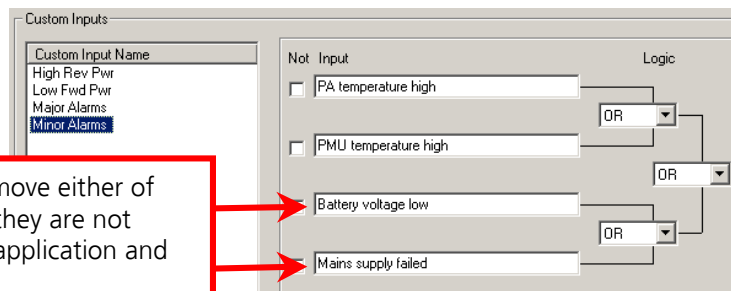 Custom Inputs
Custom Input Name
High Rev Pwr
Low Fwd Pwr
Major Alarms
Minor Alarms
Not Input Logic
PA temperature high
OR
PMU temperature high
OR
Battery voltage low
OR
Mains supply failed
move either of
they are not
application and